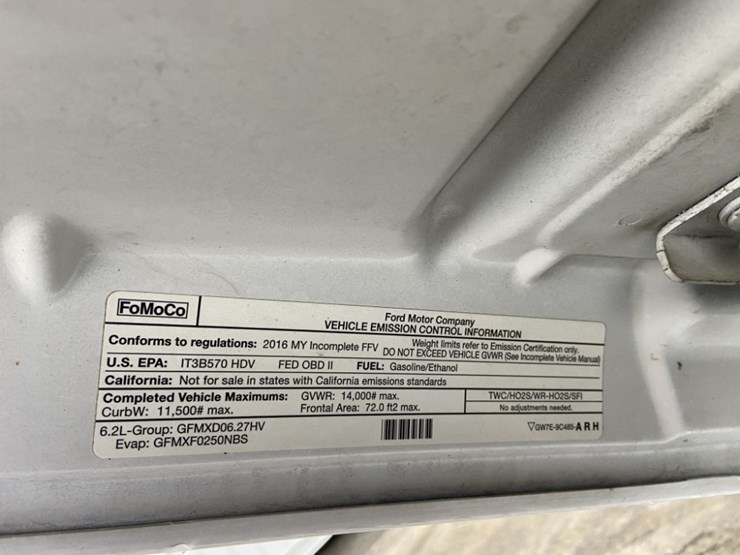 FoMoCo
Ford Motor Company
VEHICLE EMISSION CONTROL INFORMATION
Conforms to regulations: 2016 MY Incomplete FFV
Weight limits refer to Emission Certification only.
DO NOT EXCEED VEHICLE GVWR (See Incomplete Vehicle Manual)
U.S. EPA: IT3B570 HDV FED OBD II FUEL: Gasoline/Ethanol
California: Not for sale in states with California emissions standards
Completed Vehicle Maximums: GVWR: 14,000# max. TWC/HO2S/WR-HO2S/SFI
CurbW: 11,500# max. Frontal Area: 72.0 ft2 max. No adjustments needed.
6.2L-Group: GFMXD06.27HV
Evap: GFMXF0250NBS
GW7E-9C485-ARH